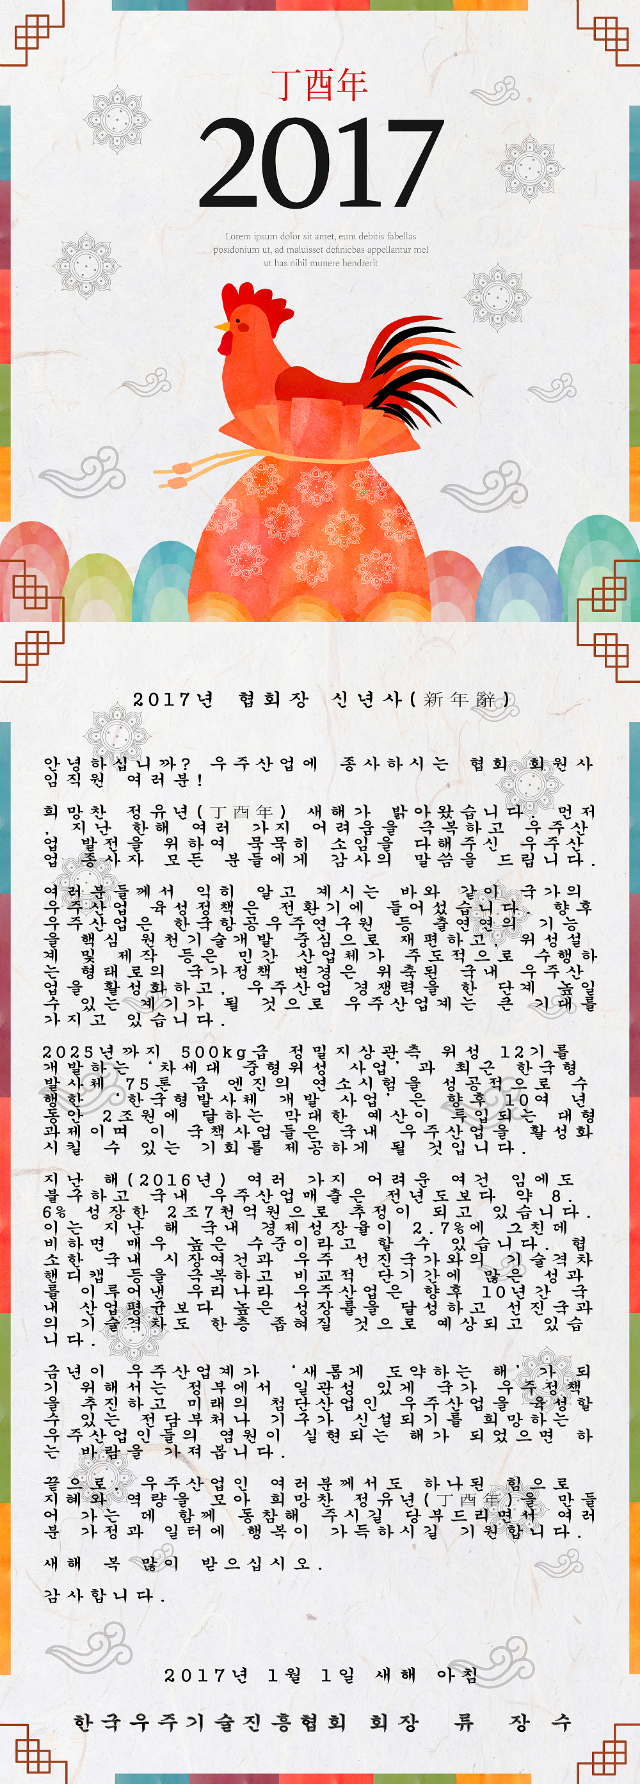 丁酉年
2017
Lorem ipsum dolor sit amet, eum debitis fabellas
posidonium ut, ad maluisset definiebas appellantur mel
ut has nihil munere hendrerit
2017년 협회장 신년사(新年辭)
안녕하십니까? 우주산업에 종사하시는 협회 회원사
임직원 여러분!
희망찬 정유년(丁酉年) 새해가 밝아왔습니다. 먼저
, 지난 한해 여러 가지 어려움을 극복하고 우주산
업 발전을 위하여 묵묵히 소임을 다해주신 우주산
업 종사자 모든 분들에게 감사의 말씀을 드립니다.
여러분들께서 익히 알고 계시는 바와 같이 국가의
우주산업 육성정책은 전환기에 들어섰습니다. 향후
우주산업은 한국항공우주연구원 등 출연연의 기능
을 핵심 원천기술개발 중심으로 재편하고, 위성설
계 및 제작 등은 민간 산업체가 주도적으로 수행하
는 형태로의 국가정책 변경은 위축된 국내 우주산
업을 활성화하고, 우주산업 경쟁력을 한 단계 높일
수 있는 계기가 될 것으로 우주산업계는 큰 기대를
가지고 있습니다.
2025년까지 500kg급 정밀지상관측 위성 12기를
개발하는 ‘차세대 중형위성 사업’과 최근 한국형
발사체 75톤 급 엔진의 연소시험을 성공적으로 수
행한 ‘한국형발사체 개발 사업’은 향후 10여 년
동안 2조원에 달하는 막대한 예산이 투입되는 대형
과제이며 이 국책사업들은 국내 우주산업을 활성화
시킬 수 있는 기회를 제공하게 될 것입니다.
지난 해(2016년) 여러 가지 어려운 여건 임에도
불구하고 국내 우주산업매출은 전년도보다 약 8.
6% 성장한 2조7천억원으로 추정이 되고 있습니다.
이는 지난 해 국내 경제성장율이 2.7%에 그친데
비하면 매우 높은 수준이라고 할 수 있습니다. 협
소한 국내 시장여건과 우주 선진국가와의 기술격차
핸디캡 등을 극복하고 비교적 단기간에 많은 성과
를 이루어낸 우리나라 우주산업은 향후 10년간 국
내 산업평균보다 높은 성장률을 달성하고 선진국과
의 기술격차도 한층 좁혀질 것으로 예상되고 있습
니다.
금년이 우주산업계가 ‘새롭게 도약하는 해’가 되
기 위해서는 정부에서 일관성 있게 국가 우주정책
을 추진하고 미래의 첨단산업인 우주산업을 육성할
수 있는 전담부처나 기구가 신설되기를 희망하는
우주산업인들의 염원이 실현되는 해가 되었으면 하
는 바람을 가져봅니다.
끝으로, 우주산업인 여러분께서도 하나된 힘으로
지혜와 역량을 모아 희망찬 정유년(丁酉年)을 만들
어 가는 데 함께 동참해 주시길 당부드리면서 여러
분 가정과 일터에 행복이 가득하시길 기원합니다.
새해 복 많이 받으십시오.
감사합니다.
2017년 1월 1일 새해 아침
한국우주기술진흥협회 회장 류 장 수